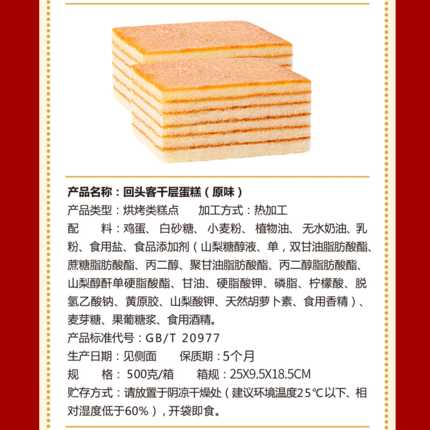 产品名称：回头客千层蛋糕（原味）
产品类型：烘烤类糕点　加工方式：热加工
配　　料：鸡蛋、白砂糖、小麦粉、植物油、无水奶油、乳
粉、食用盐、食品添加剂（山梨糖醇液、单，双甘油脂肪酸酯、
蔗糖脂肪酸酯、丙二醇、聚甘油脂肪酸酯、丙二醇脂肪酸酯、
山梨醇酐单硬脂酸酯、甘油、硬脂酸钾、磷脂、柠檬酸、脱
氢乙酸钠、黄原胶、山梨酸钾、天然胡萝卜素、食用香精）、
麦芽糖、果葡糖浆、食用酒精。
产品标准代号：GB/T 20977
生产日期：见侧面　保质期：5个月
规　　格：500克/箱　箱规：25X9.5X18.5CM
贮存方式：请放置于阴凉干燥处（建议环境温度25℃以下、相
对湿度低于60%），开袋即食。